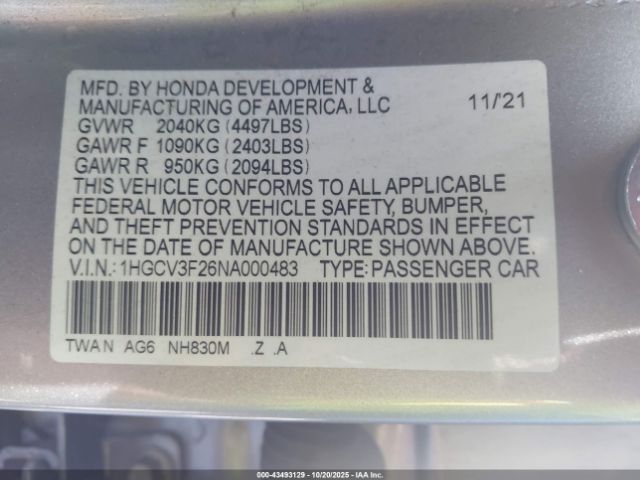 MFD. BY HONDA DEVELOPMENT &
MANUFACTURING OF AMERICA, LLC 11/'21
GVWR 2040KG (4497LBS)
GAWR F 1090KG (2403LBS)
GAWR R 950KG (2094LBS)
THIS VEHICLE CONFORMS TO ALL APPLICABLE
FEDERAL MOTOR VEHICLE SAFETY, BUMPER,
AND THEFT PREVENTION STANDARDS IN EFFECT
ON THE DATE OF MANUFACTURE SHOWN ABOVE.
V.I.N.: 1HGCV3F26NA000483 TYPE: PASSENGER CAR
TWAN AG6 NH830M .Z .A
000-43493129 - 10/20/2025 - IAAI.com